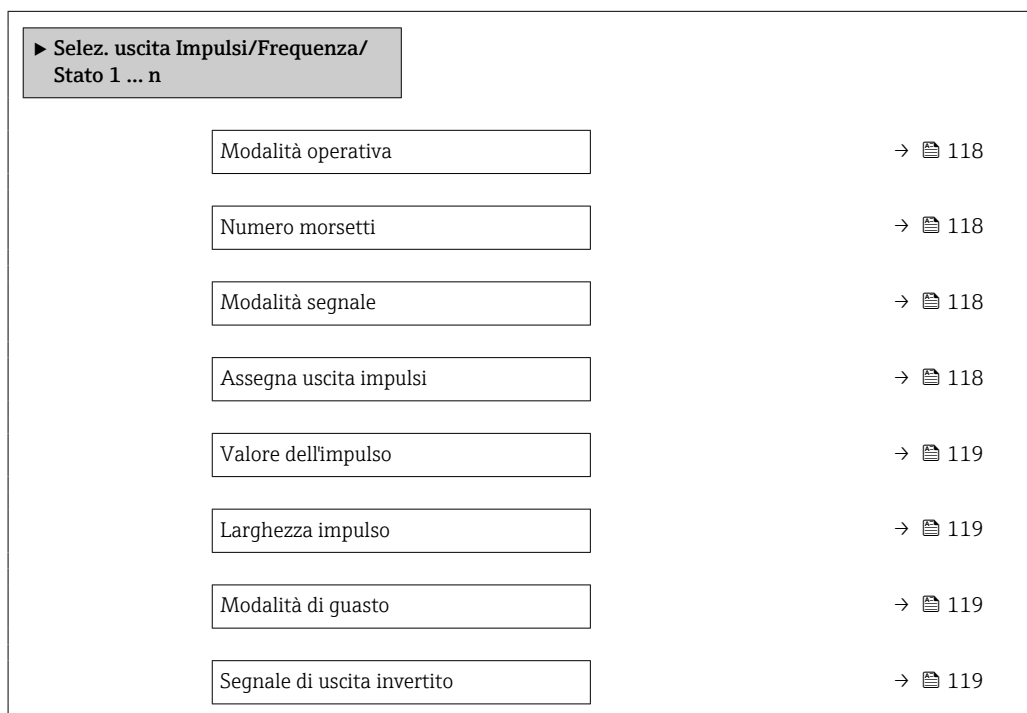 ▶ Selez. uscita Impulsi/Frequenza/
Stato 1 … n
Modalità operativa → 118
Numero morsetti → 118
Modalità segnale → 118
Assegna uscita impulsi → 118
Valore dell'impulso → 119
Larghezza impulso → 119
Modalità di guasto → 119
Segnale di uscita invertito → 119